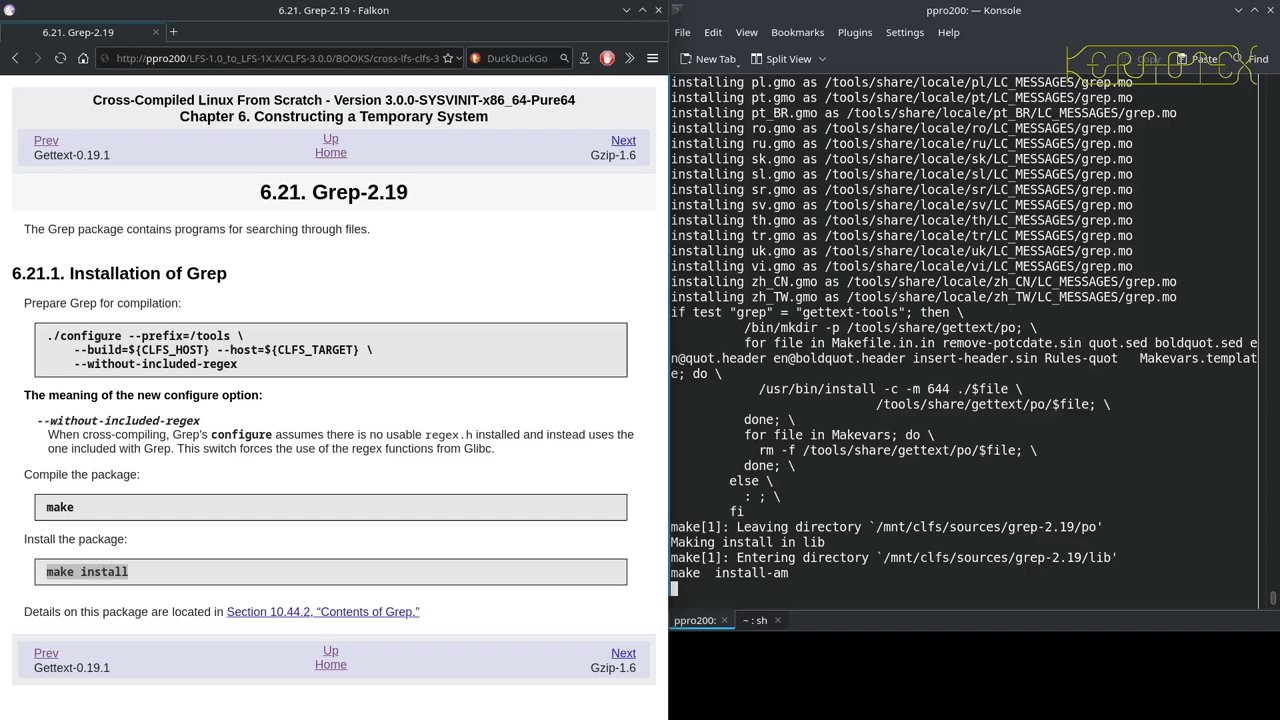 6.21. Grep-2.19 - Falkon
6.21. Grep-2.19
http://ppro200/LFS-1.0_to_LFS-1X.X/CLFS-3.0.0/BOOKS/cross-lfs-clfs-3
DuckDuckGo
Cross-Compiled Linux From Scratch - Version 3.0.0-SYSVINIT-x86_64-Pure64
Chapter 6. Constructing a Temporary System
Prev
Up
Next
Gettext-0.19.1
Home
Gzip-1.6
6.21. Grep-2.19
The Grep package contains programs for searching through files.
6.21.1. Installation of Grep
Prepare Grep for compilation:
./configure --prefix=/tools \
--build=${CLFS_HOST} --host=${CLFS_TARGET} \
--without-included-regex
The meaning of the new configure option:
--without-included-regex
When cross-compiling, Grep's configure assumes there is no usable regex.h installed and instead uses the
one included with Grep. This switch forces the use of the regex functions from Glibc.
Compile the package:
make
Install the package:
make install
Details on this package are located in Section 10.44.2, “Contents of Grep.”
Prev
Up
Next
Gettext-0.19.1
Home
Gzip-1.6
ppro200: — Konsole
File Edit View Bookmarks Plugins Settings Help
New Tab Split View Copy Paste Find
installing pl.gmo as /tools/share/locale/pl/LC_MESSAGES/grep.mo
installing pt.gmo as /tools/share/locale/pt/LC_MESSAGES/grep.mo
installing pt_BR.gmo as /tools/share/locale/pt_BR/LC_MESSAGES/grep.mo
installing ro.gmo as /tools/share/locale/ro/LC_MESSAGES/grep.mo
installing ru.gmo as /tools/share/locale/ru/LC_MESSAGES/grep.mo
installing sk.gmo as /tools/share/locale/sk/LC_MESSAGES/grep.mo
installing sl.gmo as /tools/share/locale/sl/LC_MESSAGES/grep.mo
installing sr.gmo as /tools/share/locale/sr/LC_MESSAGES/grep.mo
installing sv.gmo as /tools/share/locale/sv/LC_MESSAGES/grep.mo
installing th.gmo as /tools/share/locale/th/LC_MESSAGES/grep.mo
installing tr.gmo as /tools/share/locale/tr/LC_MESSAGES/grep.mo
installing uk.gmo as /tools/share/locale/uk/LC_MESSAGES/grep.mo
installing vi.gmo as /tools/share/locale/vi/LC_MESSAGES/grep.mo
installing zh_CN.gmo as /tools/share/locale/zh_CN/LC_MESSAGES/grep.mo
installing zh_TW.gmo as /tools/share/locale/zh_TW/LC_MESSAGES/grep.mo
if test "grep" = "gettext-tools"; then \
/bin/mkdir -p /tools/share/gettext/po; \
for file in Makefile.in.in remove-potcdate.sin quot.sed boldquot.sed e
n@quot.header en@boldquot.header insert-header.sin Rules-quot   Makevars.templat
e; do \
/usr/bin/install -c -m 644 ./$file \
/tools/share/gettext/po/$file; \
done; \
for file in Makevars; do \
rm -f /tools/share/gettext/po/$file; \
done; \
else \
: ; \
fi
make[1]: Leaving directory `/mnt/clfs/sources/grep-2.19/po'
Making install in lib
make[1]: Entering directory `/mnt/clfs/sources/grep-2.19/lib'
make  install-am
ppro200:
~ : sh